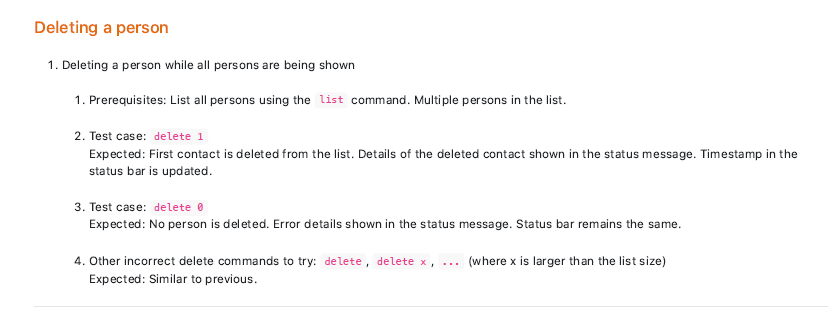 Deleting a person
1. Deleting a person while all persons are being shown
1. Prerequisites: List all persons using the list command. Multiple persons in the list.
2. Test case: delete 1
Expected: First contact is deleted from the list. Details of the deleted contact shown in the status message. Timestamp in the
status bar is updated.
3. Test case: delete 0
Expected: No person is deleted. Error details shown in the status message. Status bar remains the same.
4. Other incorrect delete commands to try: delete, delete x, ... (where x is larger than the list size)
Expected: Similar to previous.